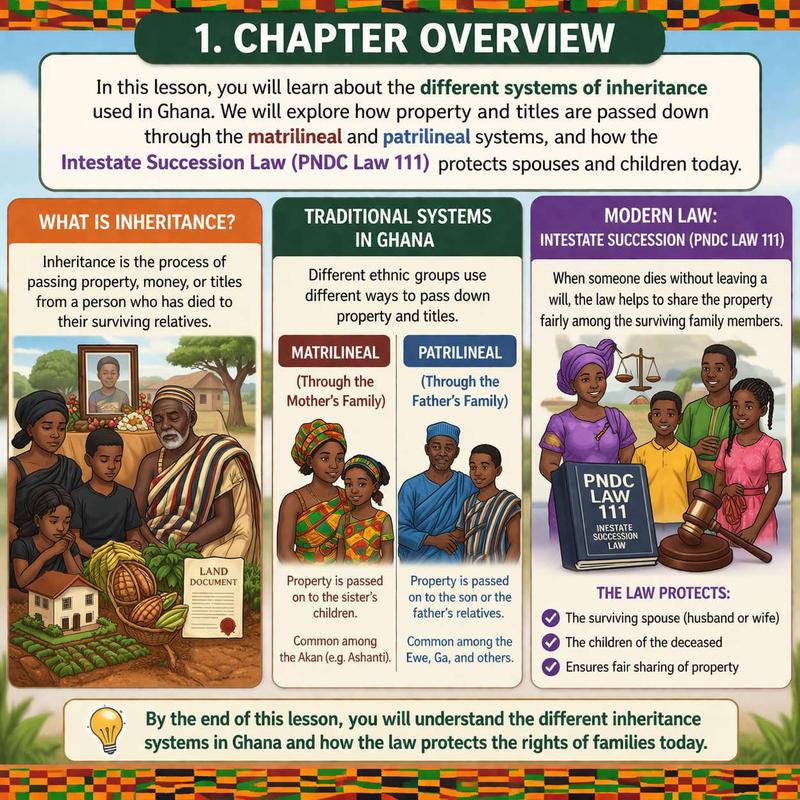 1. CHAPTER OVERVIEW
In this lesson, you will learn about the different systems of inheritance
used in Ghana. We will explore how property and titles are passed down
through the matrilineal and patrilineal systems, and how the
Intestate Succession Law (PNDC Law 111) protects spouses and children today.
WHAT IS INHERITANCE?
Inheritance is the process of
passing property, money, or titles
from a person who has died to
their surviving relatives.
LAND
DOCUMENT
TRADITIONAL SYSTEMS
IN GHANA
Different ethnic groups use
different ways to pass down
property and titles.
MATRILINEAL
(Through the
Mother's Family)
Property is passed
on to the sister's
children.
Common among
the Akan (e.g. Ashanti).
PATRILINEAL
(Through the
Father's Family)
Property is passed
on to the son or the
father's relatives.
Common among the
Ewe, Ga, and others.
MODERN LAW:
INTESTATE SUCCESSION (PNDC LAW 111)
When someone dies without leaving a
will, the law helps to share the property
fairly among the surviving family members.
PNDC
LAW
111
INESTATE
SUCCESSION
LAW
THE LAW PROTECTS:
The surviving spouse (husband or wife)
The children of the deceased
Ensures fair sharing of property
By the end of this lesson, you will understand the different inheritance
systems in Ghana and how the law protects the rights of families today.